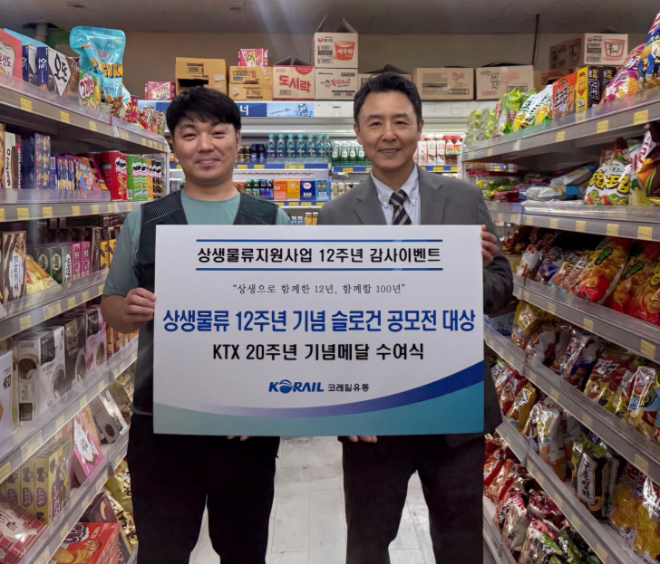 도시락
상생물류지원사업 12주년 감사이벤트
“상생으로 함께한 12년, 함께할 100년”
상생물류 12주년 기념 슬로건 공모전 대상
KTX 20주년 기념메달 수여식
KORAIL 코레일유통